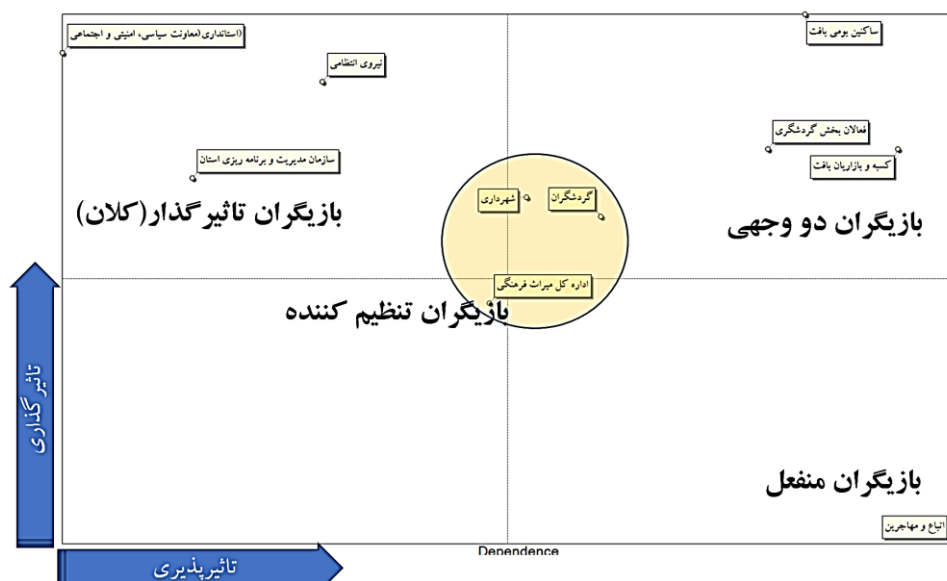 (استانداری(معاونت سیاسی، امنیتی و اجتماعی
ساکنین بومی بافت
نیروی انتظامی
فعالان بخش گردشگری
سازمان مدیریت و برنامه ریزی استان
کسبه و بازاریان بافت
شهرداری
گردشگران
بازیگران تاثیرگذار(کلان)
بازیگران دو وجهی
اداره کل میراث فرهنگی
بازیگران تنظیم کننده
تاثیرگذاری
بازیگران منفعل
اتباع و مهاجرین
Dependence
تاثیرپذیری